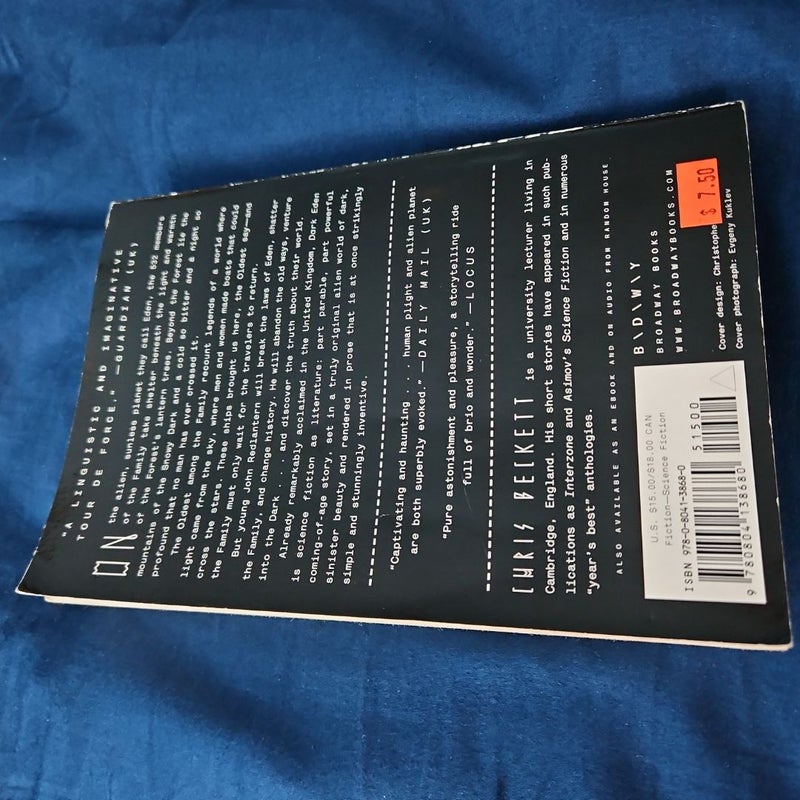 "A LINGUISTIC AND IMAGINATIVE
TOUR DE FORCE." —GUARDIAN (UK)
ON the alien, sunless planet they call Eden, the 532 members
of the Family take shelter beneath the light and warmth
of the Forest's lantern trees. Beyond the Forest lie the
mountains of the Snowy Dark and a cold so bitter and a night so
profound that no man has ever crossed it.
The Oldest among the Family recount legends of a world where
light came from the sky, where men and women made boats that could
cross the stars. These ships brought us here, the Oldest say—and
the Family must only wait for the travelers to return.
But young John Redlantern will break the laws of Eden, shatter
the Family, and change history. He will abandon the old ways, venture
into the Dark . . . and discover the truth about their world.
Already remarkably acclaimed in the United Kingdom, Dark Eden
is science fiction as literature: part parable, part powerful
coming-of-age story, set in a truly original alien world of dark,
sinister beauty and rendered in prose that is at once strikingly
simple and stunningly inventive.
"Captivating and haunting . . . human plight and alien planet
are both superbly evoked." —DAILY MAIL (UK)
"Pure astonishment and pleasure, a storytelling ride
full of brio and wonder." —LOCUS
CHRIS BECKETT is a university lecturer living in
Cambridge, England. His short stories have appeared in such pub-
lications as Interzone and Asimov's Science Fiction and in numerous
"year's best" anthologies.
ALSO AVAILABLE AS AN EBOOK AND ON AUDIO FROM RANDOM HOUSE
B\D\W\Y
BROADWAY BOOKS
WWW.BROADWAYBOOKS.COM
$ 7.50
Cover design: Christophe
Cover photograph: Evgeny Kuklev
U.S. $15.00/$18.00 CAN
Fiction—Science Fiction
ISBN 978-0-8041-3868-0
51500
9 780804 138680